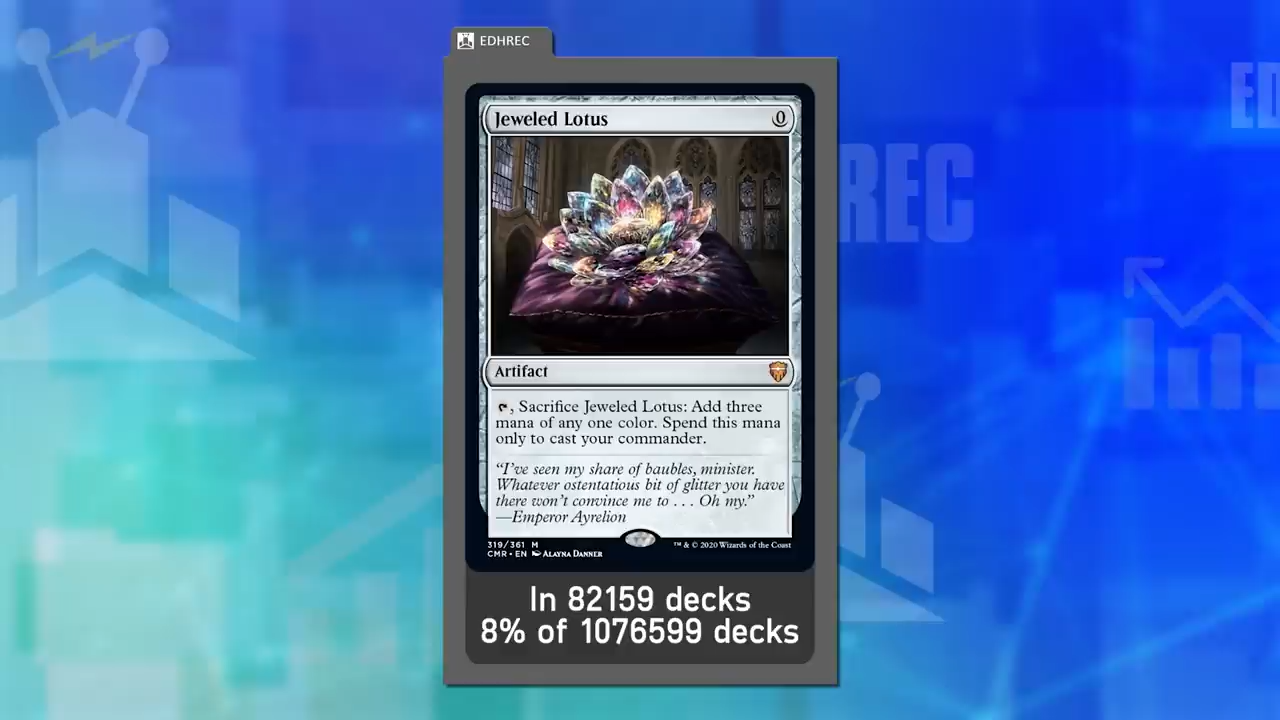 EDHREC
Jeweled Lotus 0
Artifact
, Sacrifice Jeweled Lotus: Add three
mana of any one color. Spend this mana
only to cast your commander.
“I’ve seen my share of baubles, minister.
Whatever ostentatious bit of glitter you have
there won’t convince me to . . . Oh my.”
—Emperor Ayrelion
319/361 M
CMR • EN Alayna Danner
™ & © 2020 Wizards of the Coast
In 82159 decks
8% of 1076599 decks
ED
REC